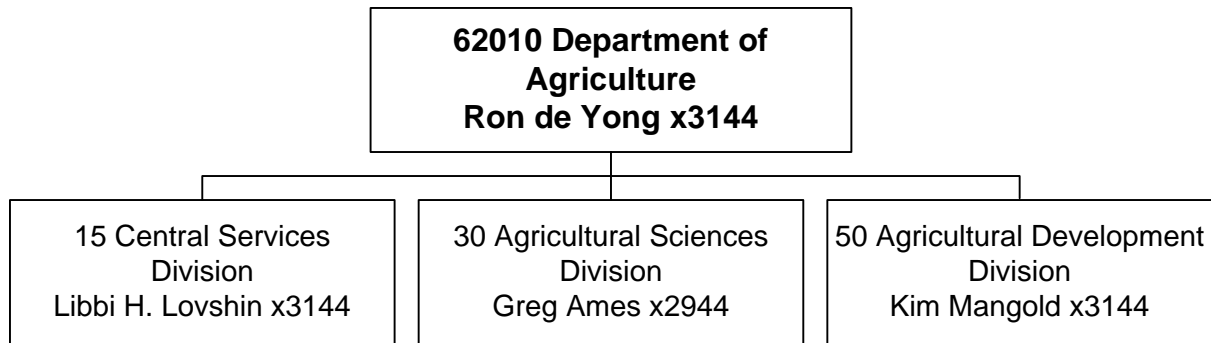 62010 Department of
Agriculture
Ron de Yong x3144
15 Central Services
Division
Libbi H. Lovshin x3144
30 Agricultural Sciences
Division
Greg Ames x2944
50 Agricultural Development
Division
Kim Mangold x3144